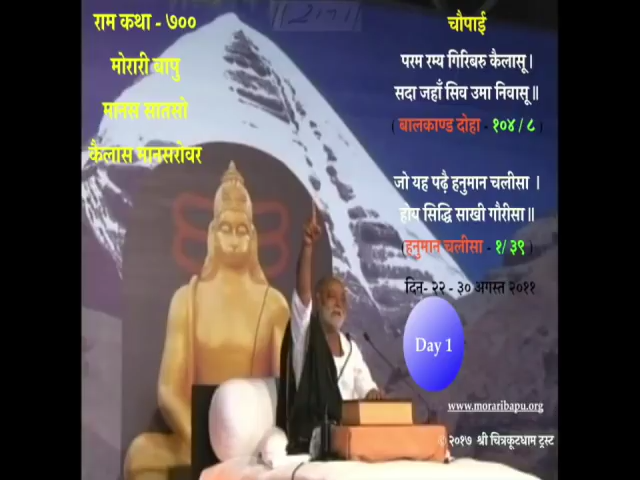 राम कथा - ७००
मोरारी बापु
मानस सातसो
कैलास मानसरोवर
चौपाई
परम रम्य गिरिबरु कैलासू ।
सदा जहाँ सिव उमा निवासू ॥
( बालकाण्ड दोहा - १०४ / ८ )
जो यह पढ़ै हनुमान चलीसा ।
होय सिद्धि साखी गौरीसा ॥
(हनुमान चलीसा - १/ ३९ )
दिन- २२ - ३० अगस्त २०११
Day 1
www.moraribapu.org
© २०१७ श्री चित्रकूटधाम ट्रस्ट